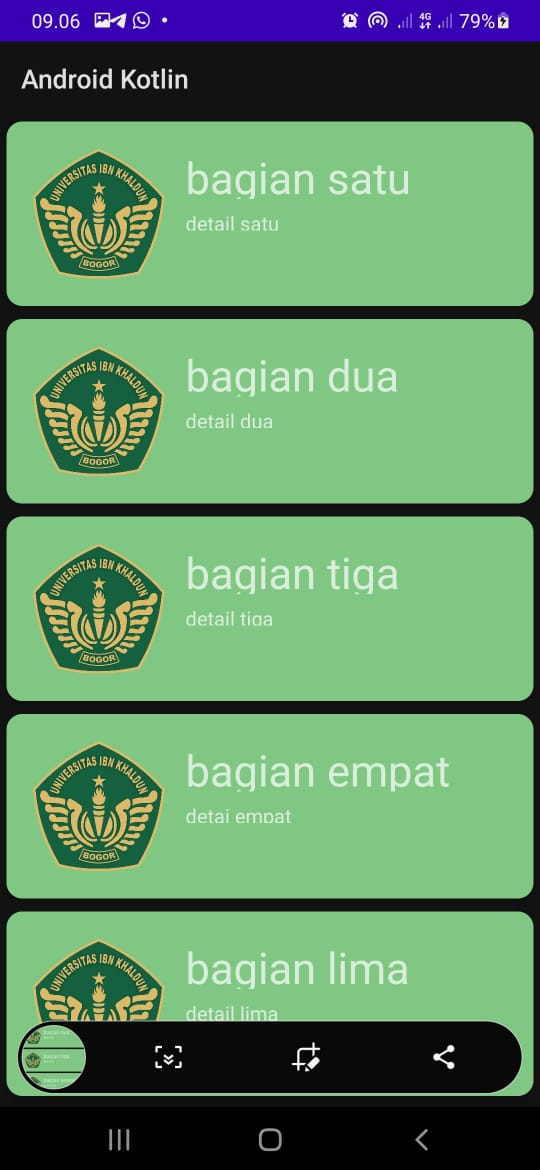 09.06
4G
79%
Android Kotlin
UNIVERSITAS IBN KHALDUN
BOGOR
bagian satu
detail satu
UNIVERSITAS IBN KHALDUN
BOGOR
bagian dua
detail dua
UNIVERSITAS IBN KHALDUN
BOGOR
bagian tiga
detail tiga
UNIVERSITAS IBN KHALDUN
BOGOR
bagian empat
detai empat
UNIVERSITAS IBN KHALDUN
bagian lima
detail lima